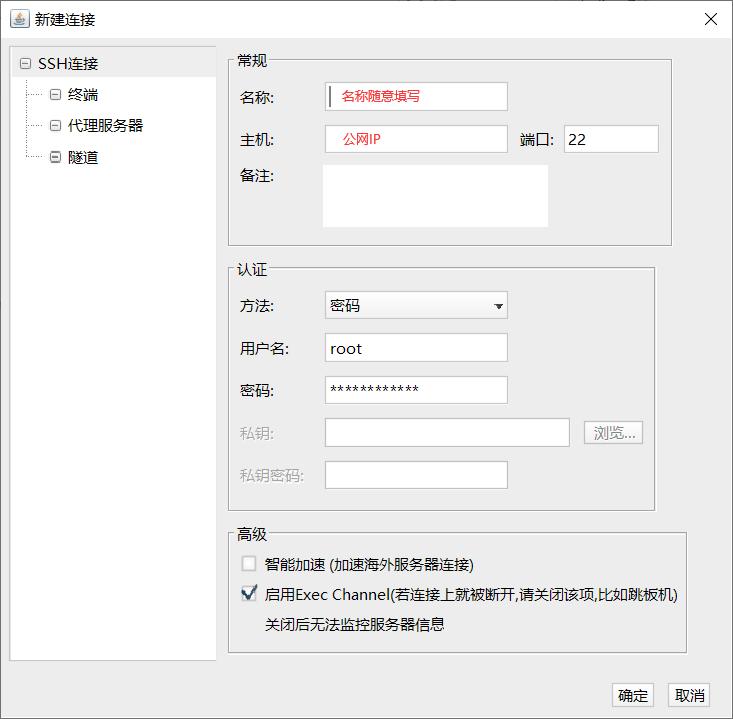 新建连接
SSH连接
终端
代理服务器
隧道
常规
名称: 名称随意填写
主机: 公网IP 端口: 22
备注:
认证
方法: 密码
用户名: root
密码: ************
私钥: 浏览...
私钥密码:
高级
智能加速 (加速海外服务器连接)
启用Exec Channel(若连接上就被断开,请关闭该项,比如跳板机)
关闭后无法监控服务器信息
确定 取消